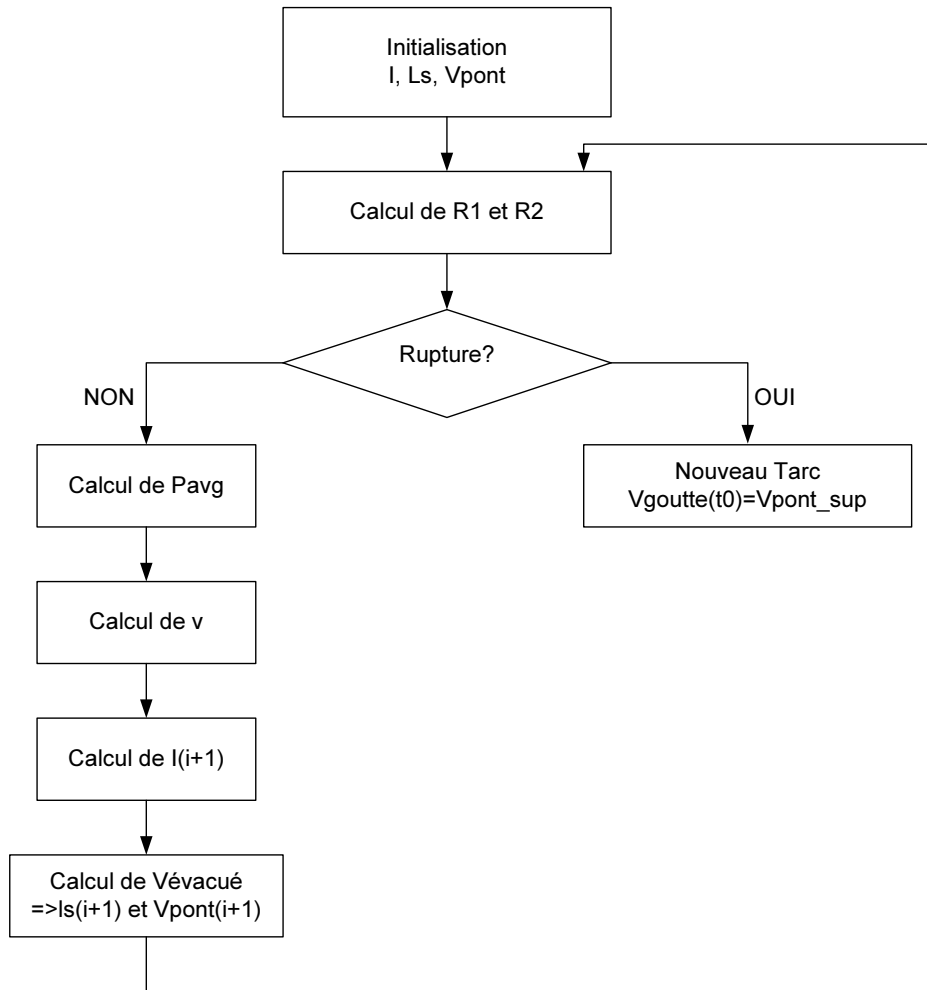 Initialisation
I, Ls, Vpont
Calcul de R1 et R2
Rupture?
NON
OUI
Calcul de Pavg
Nouveau Tarc
Vgoutte(t0)=Vpont_sup
Calcul de v
Calcul de I(i+1)
Calcul de Vévacué
=>ls(i+1) et Vpont(i+1)